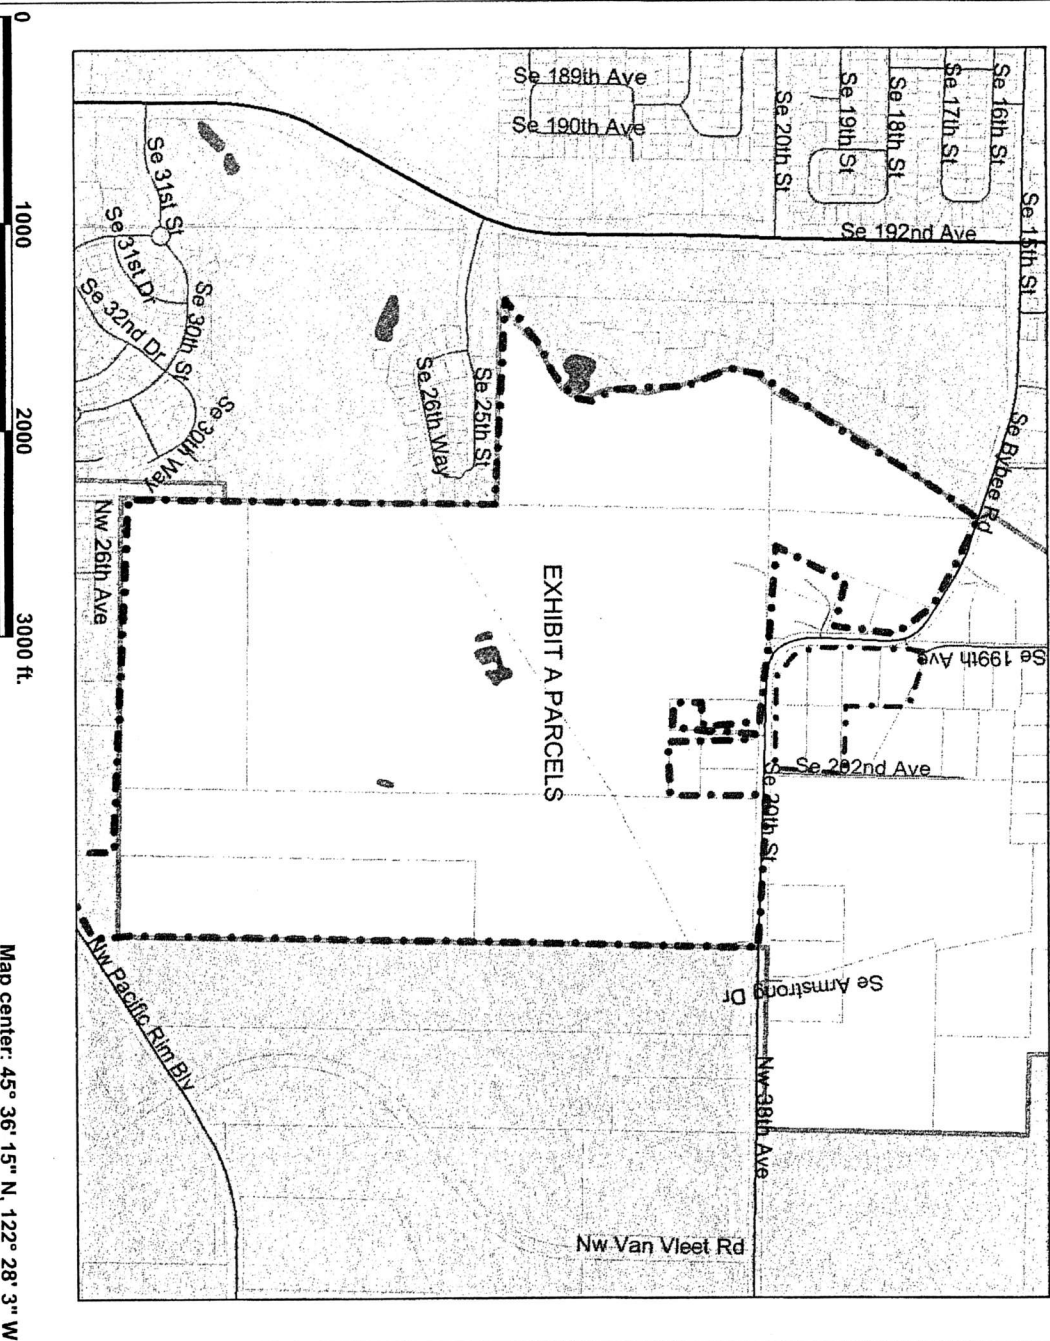 Se 189th Ave
Se 190th Ave
Se 20th St
Se 19th St
Se 18th St
Se 17th St
Se 16th St
Se 15th St
Se 192nd Ave
Se 31st St
Se 31st Dr
Se 32nd Dr
Se 30th St
Se 30th Way
Se 26th Way
Se 25th St
Se Bybee Rd
Nw 26th Ave
EXHIBIT A PARCELS
Se 199th Ave
Se 202nd Ave
Se 20th St
Se Armstrong Dr
Nw Pacific Rim Blv
Nw 38th Ave
Nw Van Vleet Rd
0
1000
2000
3000 ft.
Map center: 45° 36' 15" N, 122° 28' 3" W